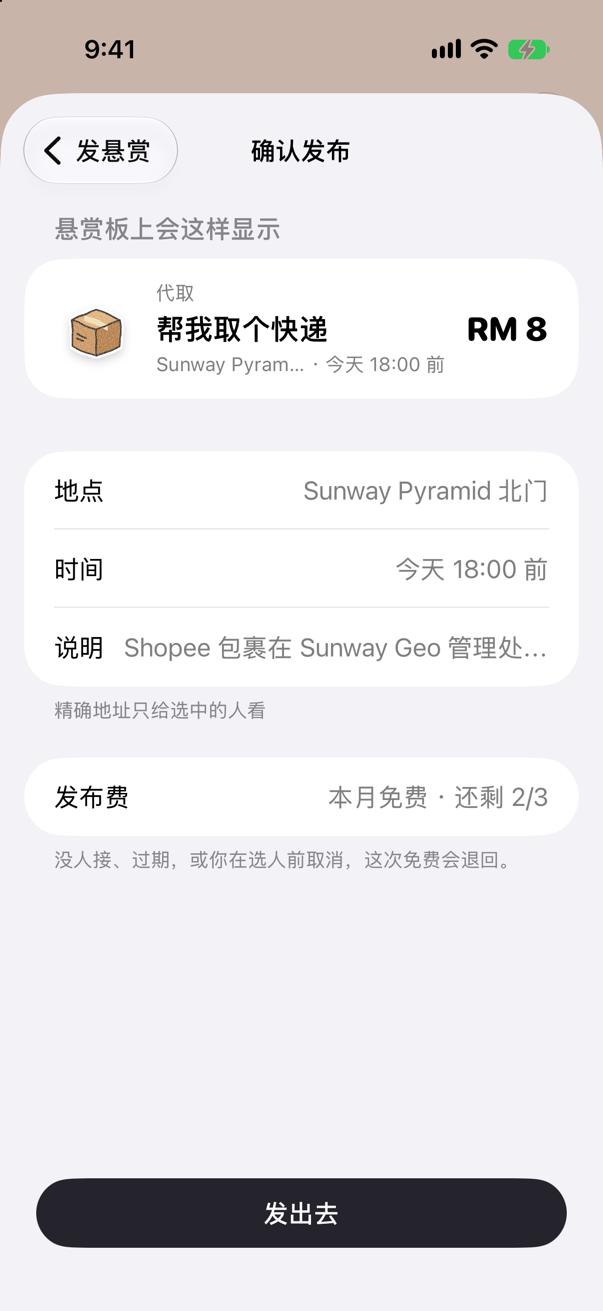 9:41
发悬赏
确认发布
悬赏板上会这样显示
代取
帮我取个快递
RM 8
Sunway Pyram... · 今天 18:00 前
地点 Sunway Pyramid 北门
时间 今天 18:00 前
说明 Shopee 包裹在 Sunway Geo 管理处...
精确地址只给选中的人看
发布费 本月免费 · 还剩 2/3
没人接、过期，或你在选人前取消，这次免费会退回。
发出去